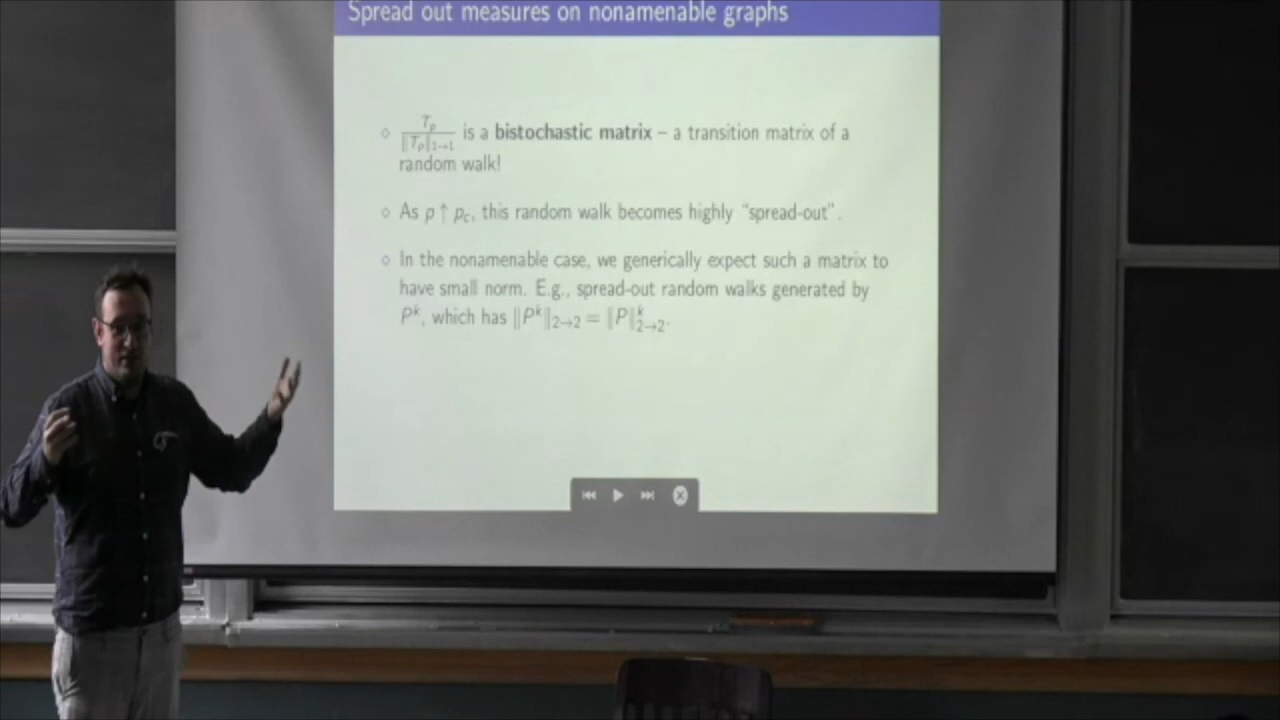 Spread out measures on nonamenable graphs
⋄ T_p / ‖T_p‖_{1→1} is a bistochastic matrix – a transition matrix of a
random walk!
⋄ As p ↑ p_c, this random walk becomes highly "spread-out".
⋄ In the nonamenable case, we generically expect such a matrix to
have small norm. E.g., spread-out random walks generated by
P^k, which has ‖P^k‖_{2→2} = ‖P‖^k_{2→2}.